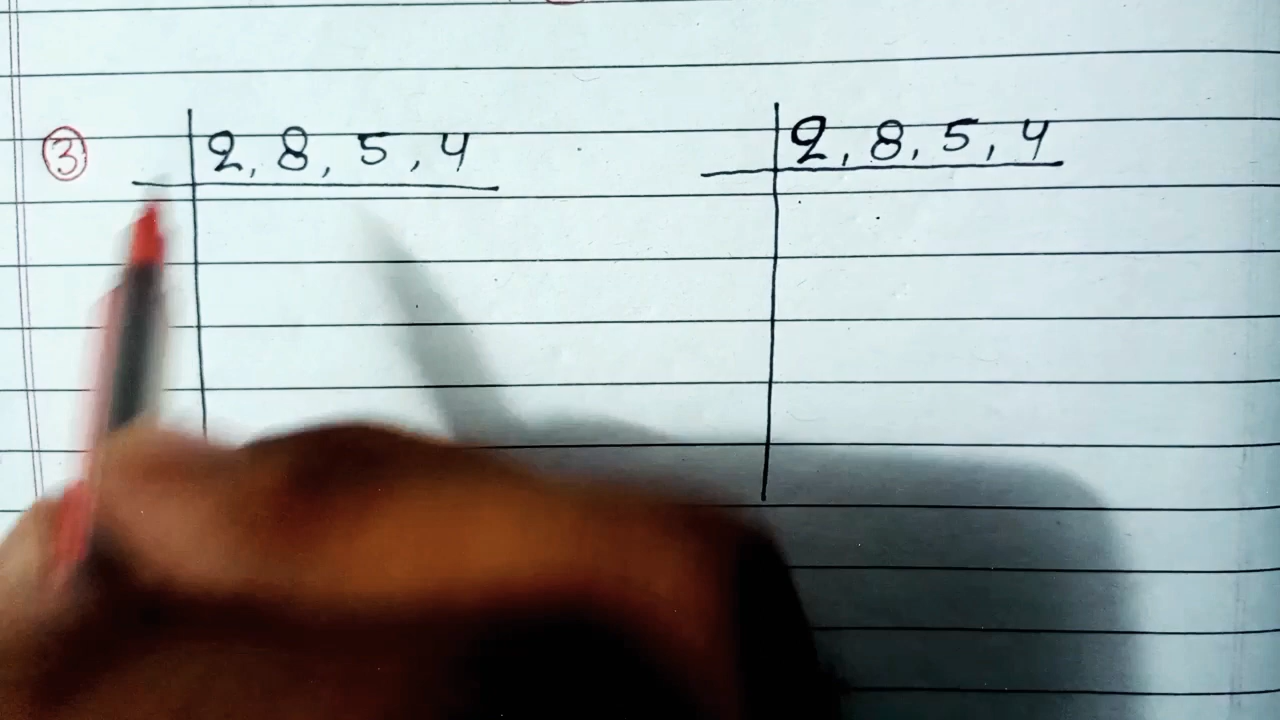 ③ 2, 8, 5, 4 2, 8, 5, 4